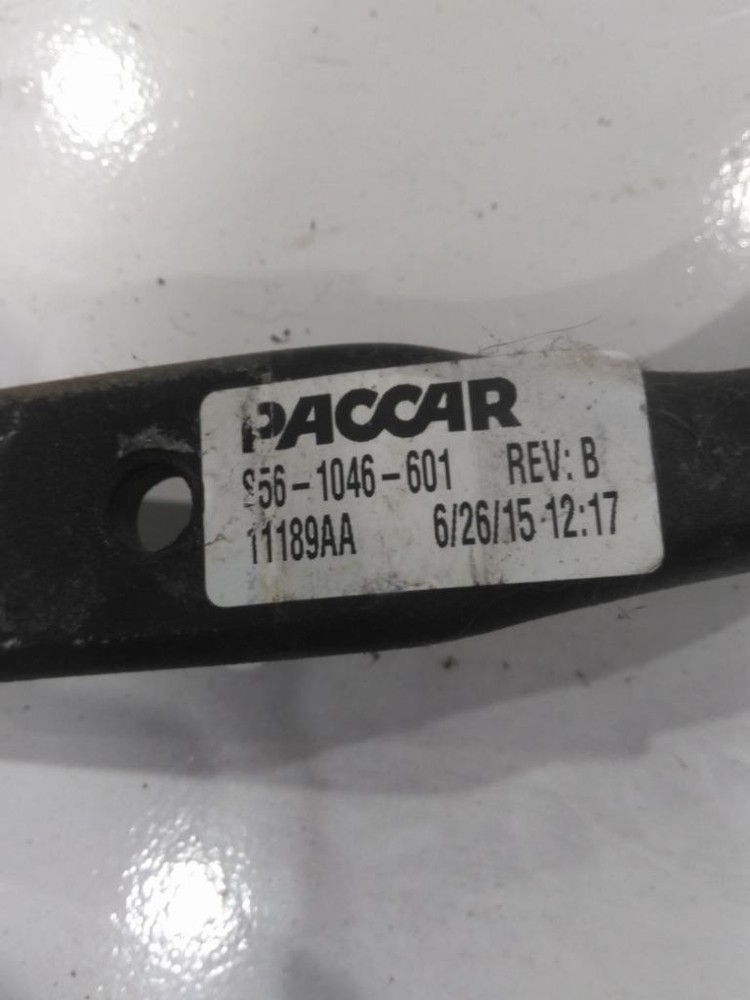 PACCAR
S56-1046-601 REV: B
11189AA 6/26/15 12:17